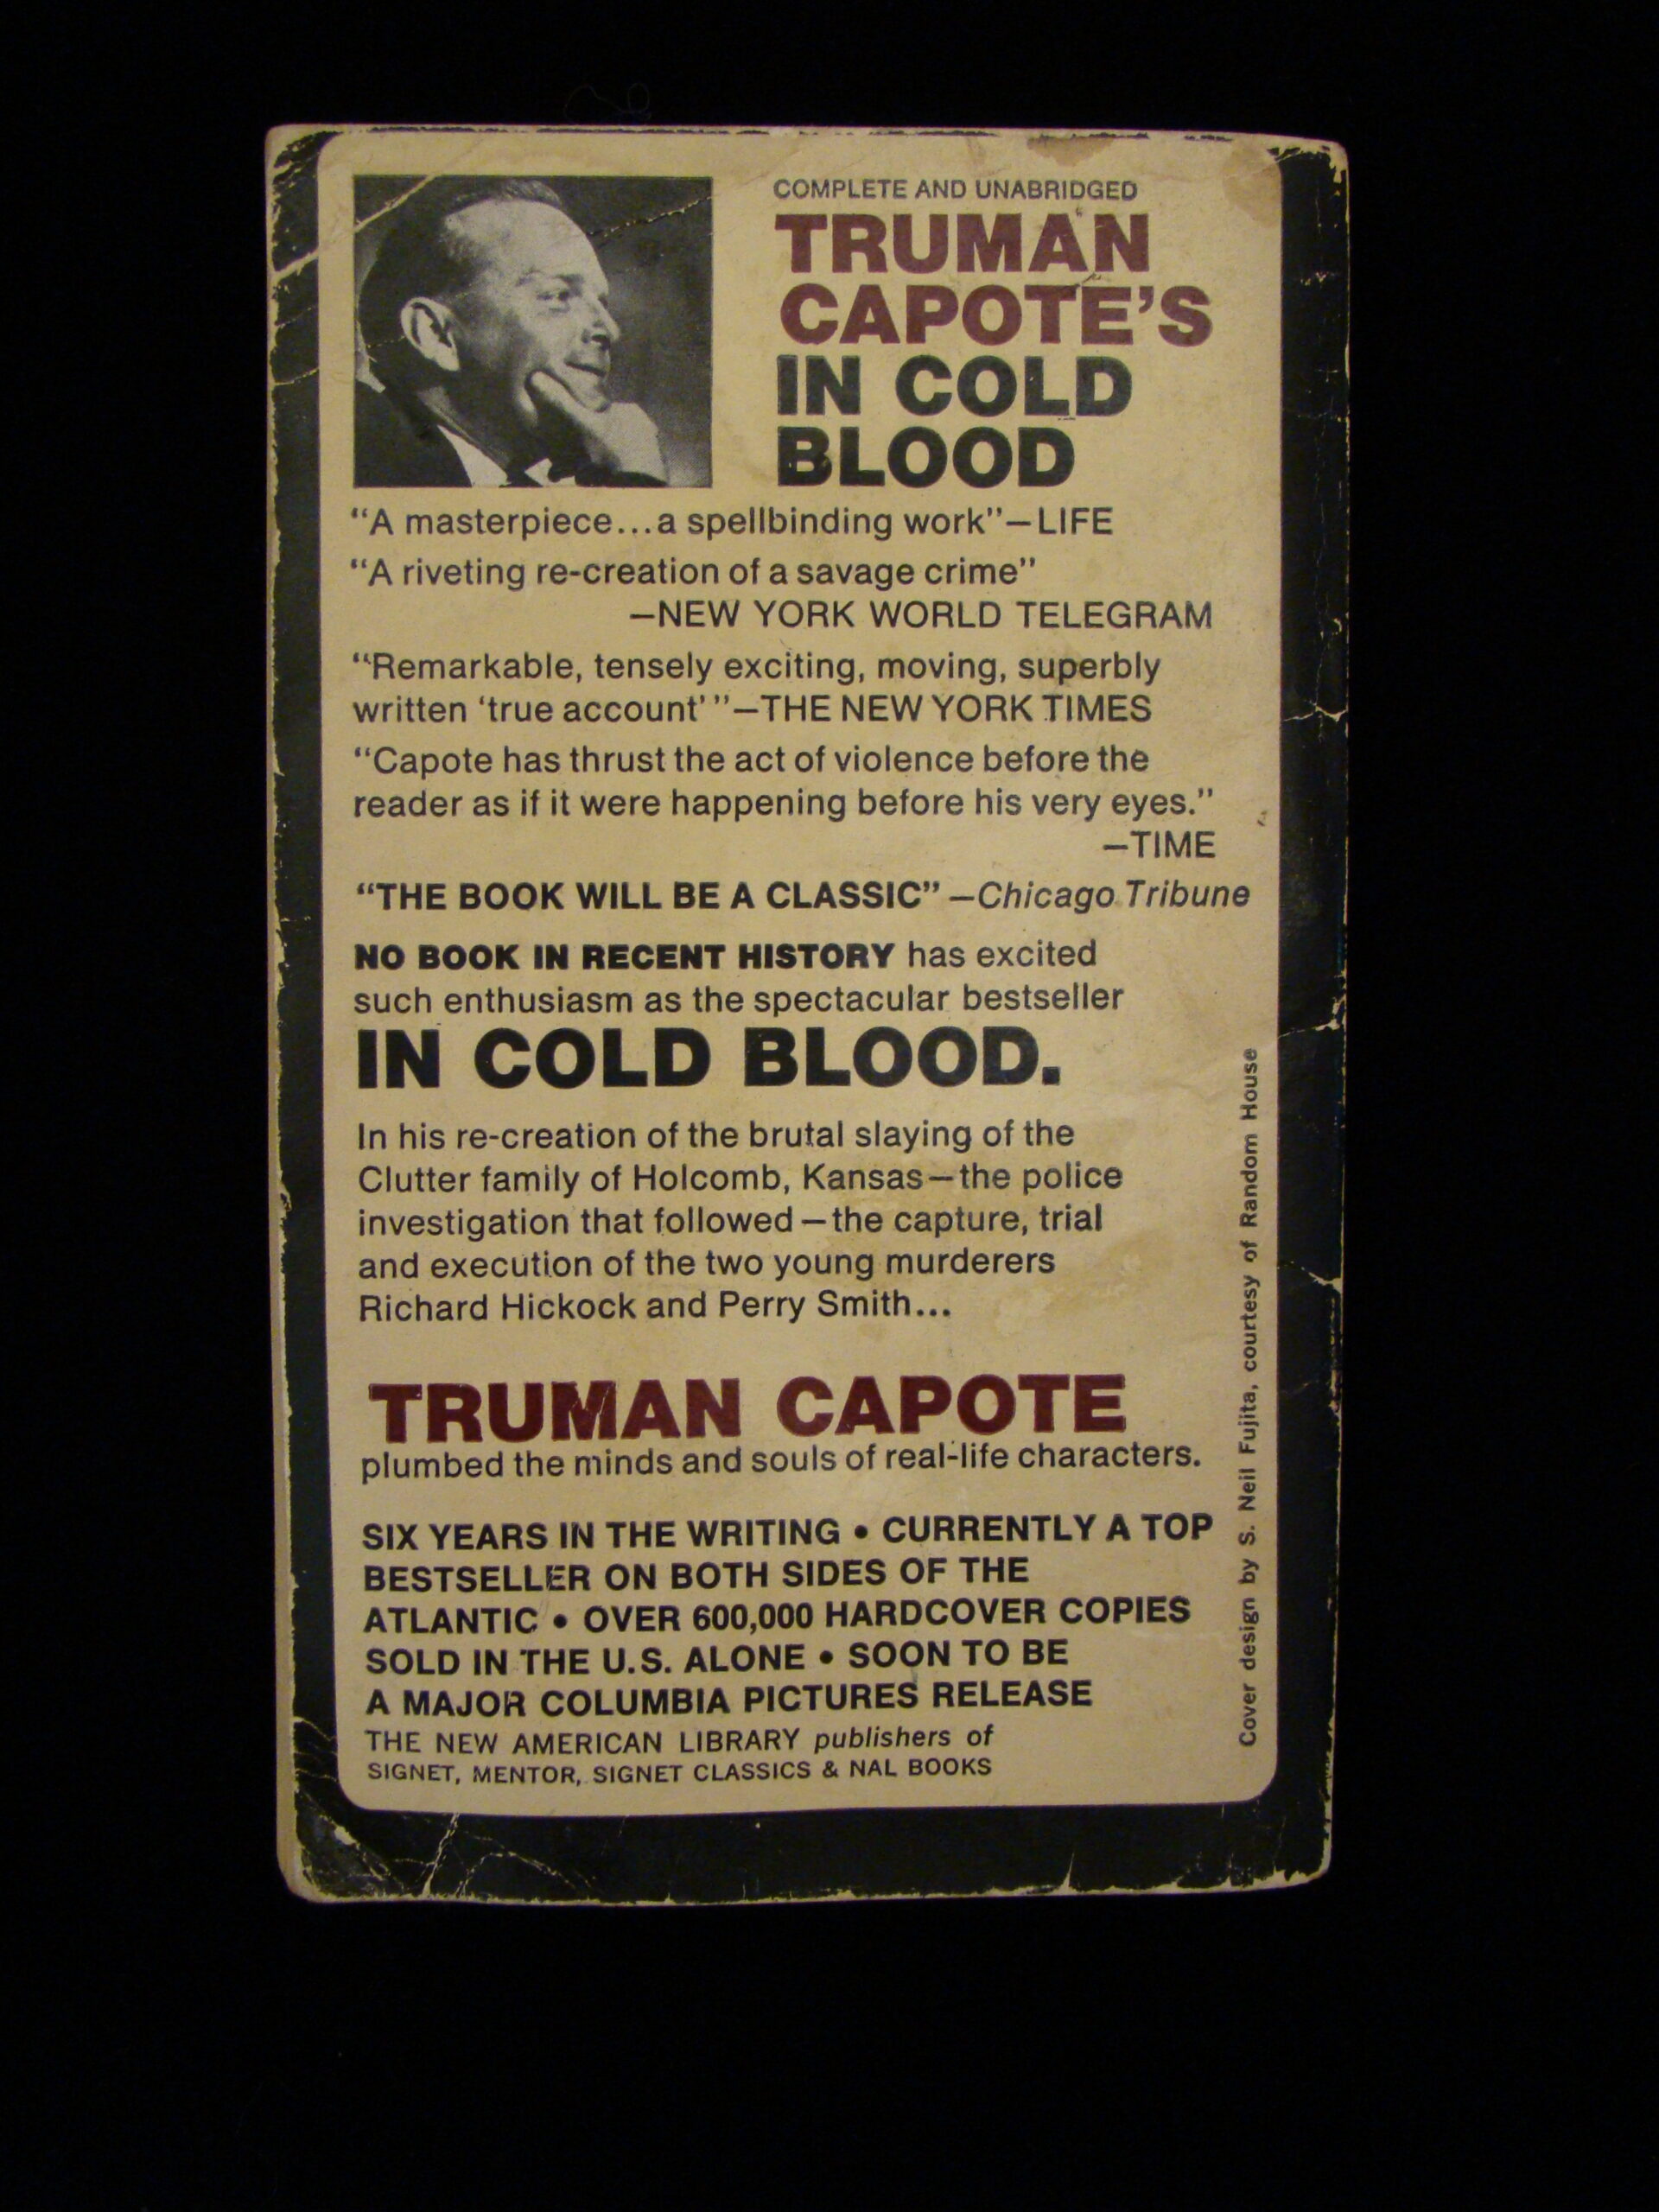 COMPLETE AND UNABRIDGED
TRUMAN
CAPOTE'S
IN COLD
BLOOD
“A masterpiece...a spellbinding work”—LIFE
“A riveting re-creation of a savage crime”
—NEW YORK WORLD TELEGRAM
“Remarkable, tensely exciting, moving, superbly
written ‘true account’ ”—THE NEW YORK TIMES
“Capote has thrust the act of violence before the
reader as if it were happening before his very eyes.”
—TIME
“THE BOOK WILL BE A CLASSIC” —Chicago Tribune
NO BOOK IN RECENT HISTORY has excited
such enthusiasm as the spectacular bestseller
IN COLD BLOOD.
In his re-creation of the brutal slaying of the
Clutter family of Holcomb, Kansas—the police
investigation that followed—the capture, trial
and execution of the two young murderers
Richard Hickock and Perry Smith...
TRUMAN CAPOTE
plumbed the minds and souls of real-life characters.
SIX YEARS IN THE WRITING • CURRENTLY A TOP
BESTSELLER ON BOTH SIDES OF THE
ATLANTIC • OVER 600,000 HARDCOVER COPIES
SOLD IN THE U.S. ALONE • SOON TO BE
A MAJOR COLUMBIA PICTURES RELEASE
THE NEW AMERICAN LIBRARY publishers of
SIGNET, MENTOR, SIGNET CLASSICS & NAL BOOKS
Cover design by S. Neil Fujita, courtesy of Random House